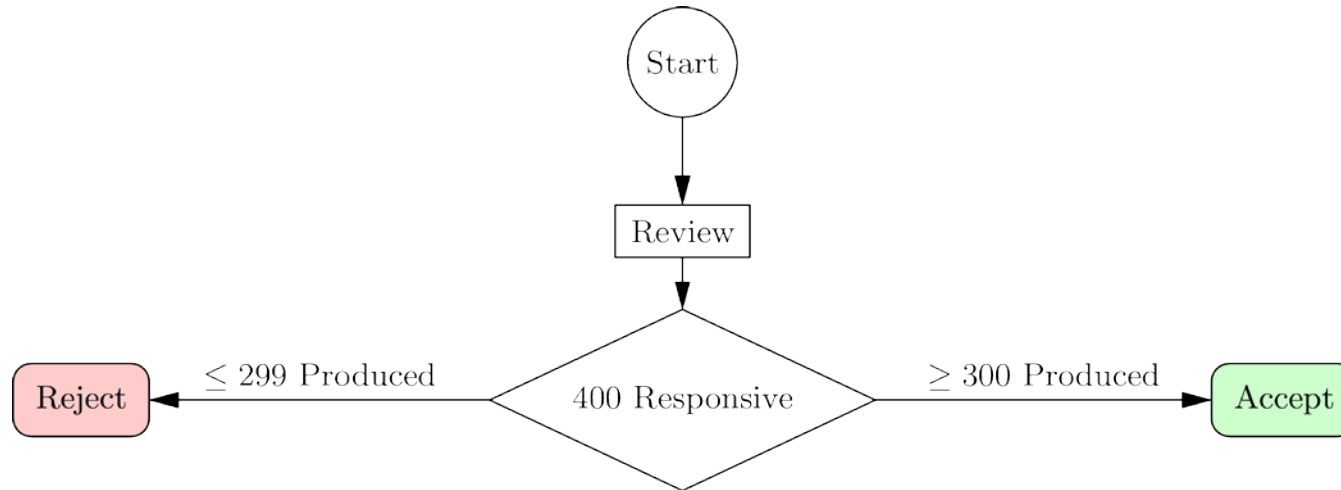 Start
Review
≤ 299 Produced
≥ 300 Produced
Reject
400 Responsive
Accept